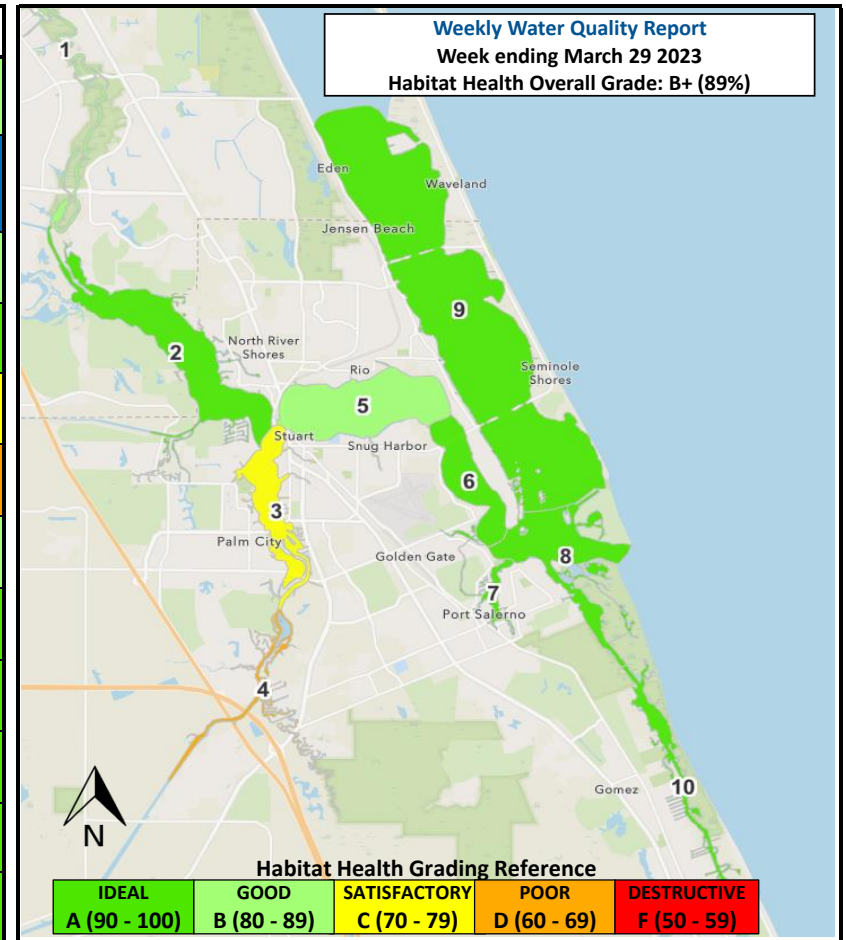 Weekly Water Quality Report
Week ending March 29 2023
Habitat Health Overall Grade: B+ (89%)
1
Eden
Waveland
Jensen Beach
9
2
North River
Shores
Rio
Seminole
Shores
5
Stuart
Snug Harbor
6
3
Palm City
Golden Gate
8
7
Port Salerno
4
Gomez
10
N
Habitat Health Grading Reference
IDEAL GOOD SATISFACTORY POOR DESTRUCTIVE
A (90 - 100) B (80 - 89) C (70 - 79) D (60 - 69) F (50 - 59)